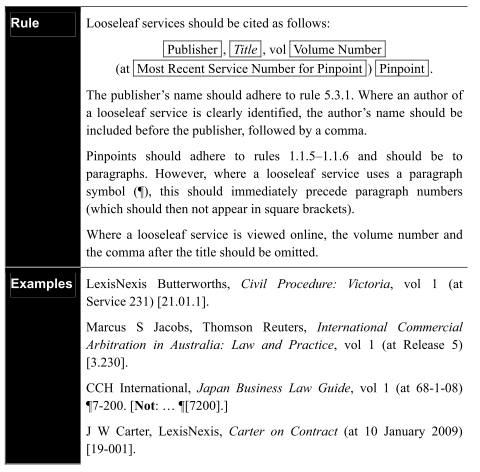 Rule
Looseleaf services should be cited as follows:
Publisher, Title, vol Volume Number
(at Most Recent Service Number for Pinpoint) Pinpoint.
The publisher's name should adhere to rule 5.3.1. Where an author of
a looseleaf service is clearly identified, the author's name should be
included before the publisher, followed by a comma.
Pinpoints should adhere to rules 1.1.5–1.1.6 and should be to
paragraphs. However, where a looseleaf service uses a paragraph
symbol (¶), this should immediately precede paragraph numbers
(which should then not appear in square brackets).
Where a looseleaf service is viewed online, the volume number and
the comma after the title should be omitted.
Examples
LexisNexis Butterworths, Civil Procedure: Victoria, vol 1 (at
Service 231) [21.01.1].
Marcus S Jacobs, Thomson Reuters, International Commercial
Arbitration in Australia: Law and Practice, vol 1 (at Release 5)
[3.230].
CCH International, Japan Business Law Guide, vol 1 (at 68-1-08)
¶7-200. [Not: … ¶[7200].]
J W Carter, LexisNexis, Carter on Contract (at 10 January 2009)
[19-001].